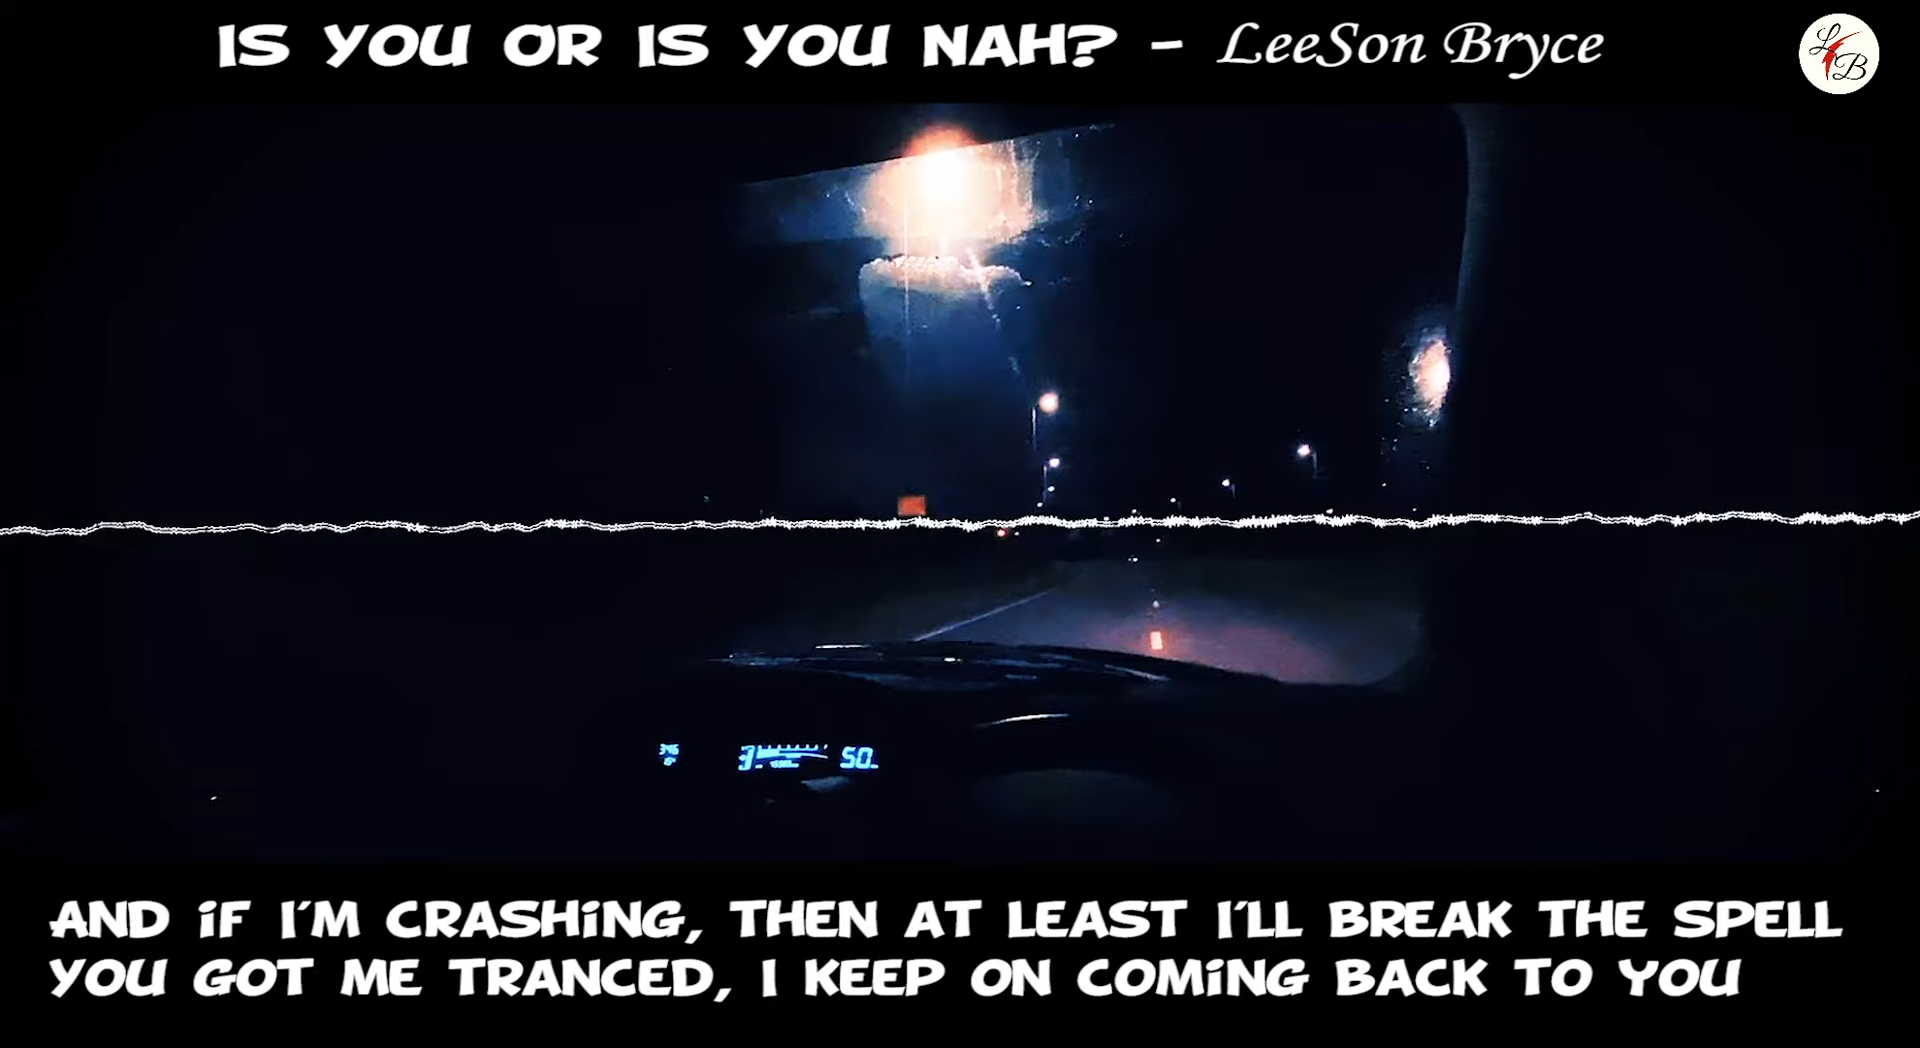 IS YOU OR IS YOU NAH? - LeeSon Bryce
L B
50
AND IF I'M CRASHING, THEN AT LEAST I'LL BREAK THE SPELL
YOU GOT ME TRANCED, I KEEP ON COMING BACK TO YOU